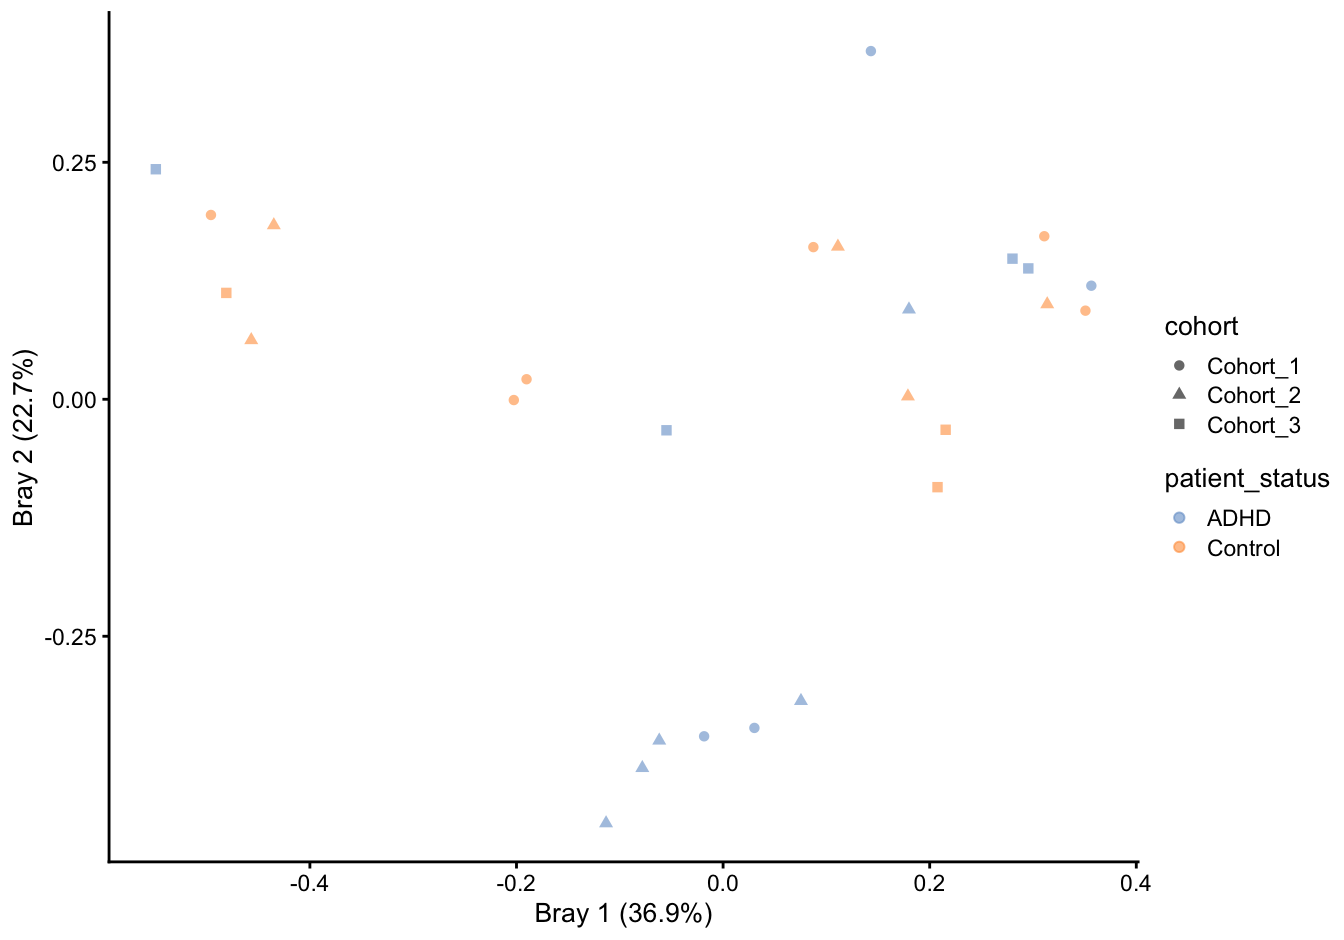 0.25
0.00
-0.25
Bray 2 (22.7%)
-0.4
-0.2
0.0
0.2
0.4
Bray 1 (36.9%)
cohort
Cohort_1
Cohort_2
Cohort_3
patient_status
ADHD
Control